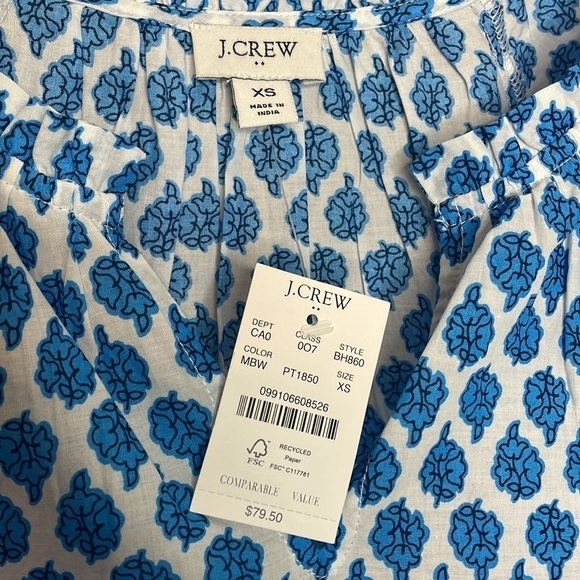 J.CREW
XS
MADE IN
INDIA
J.CREW
DEPT CLASS STYLE
CA0 007 BH860
COLOR SIZE
MBW PT1850 XS
099106608526
FSC
RECYCLED
Paper
FSC® C117781
COMPARABLE VALUE
$79.50